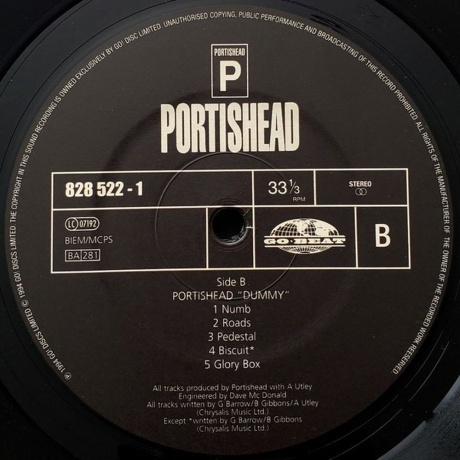 PORTISHEAD
P
PORTISHEAD
828 522 - 1
33 1/3
RPM
STEREO
LC 07192
BIEM/MCPS
BA 281
GO BEAT
B
Side B
PORTISHEAD "DUMMY"
1 Numb
2 Roads
3 Pedestal
4 Biscuit*
5 Glory Box
All tracks produced by Portishead with A Utley
Engineered by Dave Mc Donald
All tracks written by G Barrow/B Gibbons/A Utley
(Chrysalis Music Ltd.)
Except *written by G Barrow/B Gibbons
(Chrysalis Music Ltd.)
℗ 1994 GO! DISCS LIMITED © 1994 GO! DISCS LIMITED. THE COPYRIGHT IN THIS SOUND RECORDING IS OWNED EXCLUSIVELY BY GO! DISC LIMITED. UNAUTHORISED COPYING, PUBLIC PERFORMANCE AND BROADCASTING OF THIS RECORD PROHIBITED. ALL RIGHTS OF THE MANUFACTURER OF THE OWNER OF THE RECORDED WORK RESERVED